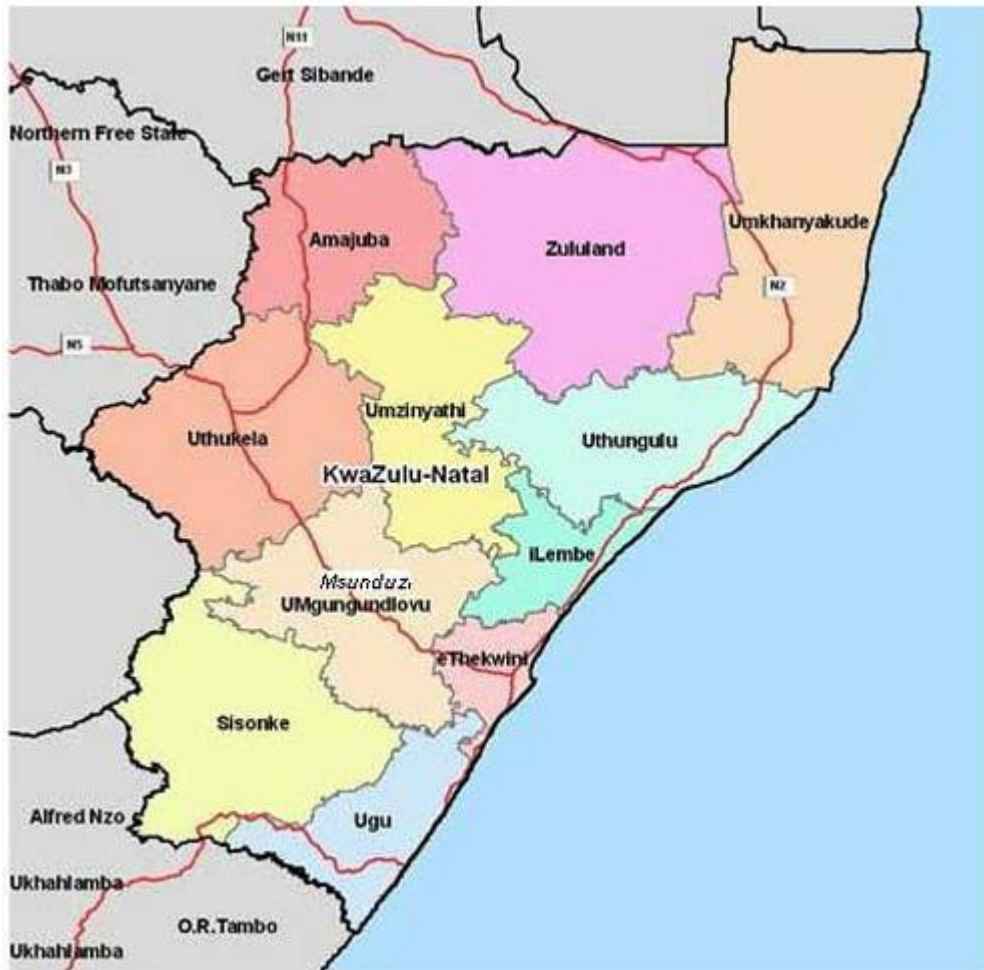 N11
Gert Sibande
Northern Free State
N3
Amajuba
Umkhanyakude
Zululand
Thabo Mofutsanyane
N2
N5
Umzinyathi
Uthukela
Uthungulu
KwaZulu-Natal
iLembe
Msunduzi
UMgungundlovu
eThekwini
Sisonke
Alfred Nzo
Ugu
Ukhahlamba
O.R.Tambo
Ukhahlamba